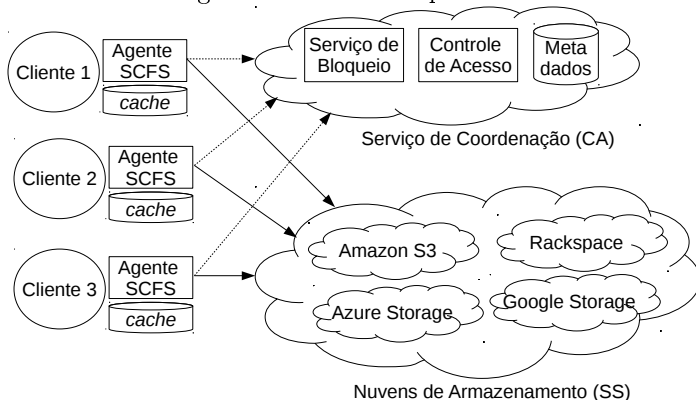 Cliente 1
Agente
SCFS
cache
Serviço de
Bloqueio
Controle
de Acesso
Meta
dados
Serviço de Coordenação (CA)
Cliente 2
Agente
SCFS
cache
Cliente 3
Agente
SCFS
cache
Amazon S3
Rackspace
Azure Storage
Google Storage
Nuvens de Armazenamento (SS)